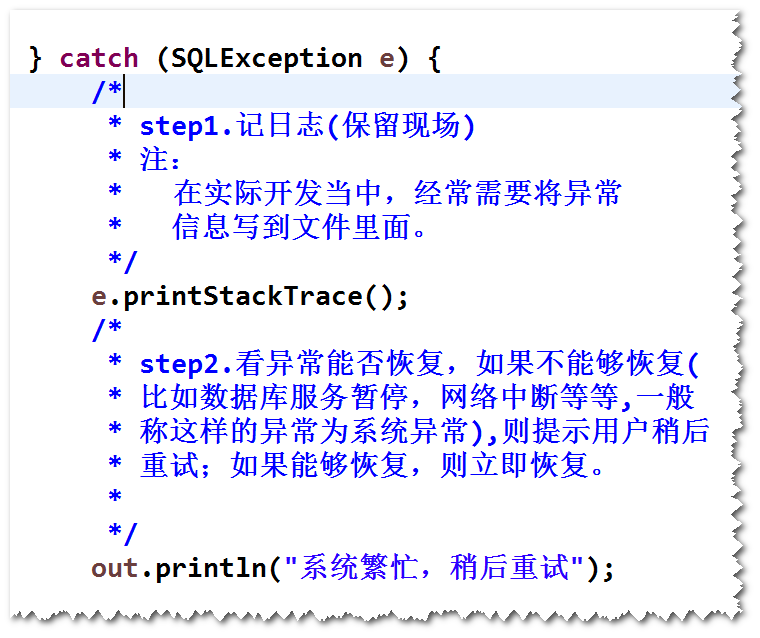 } catch (SQLException e) {
/*
* step1.记日志(保留现场)
* 注：
* 在实际开发当中，经常需要将异常
* 信息写到文件里面。
*/
e.printStackTrace();
/*
* step2.看异常能否恢复，如果不能够恢复(
* 比如数据库服务暂停，网络中断等等,一般
* 称这样的异常为系统异常),则提示用户稍后
* 重试；如果能够恢复，则立即恢复。
*
*/
out.println("系统繁忙，稍后重试");